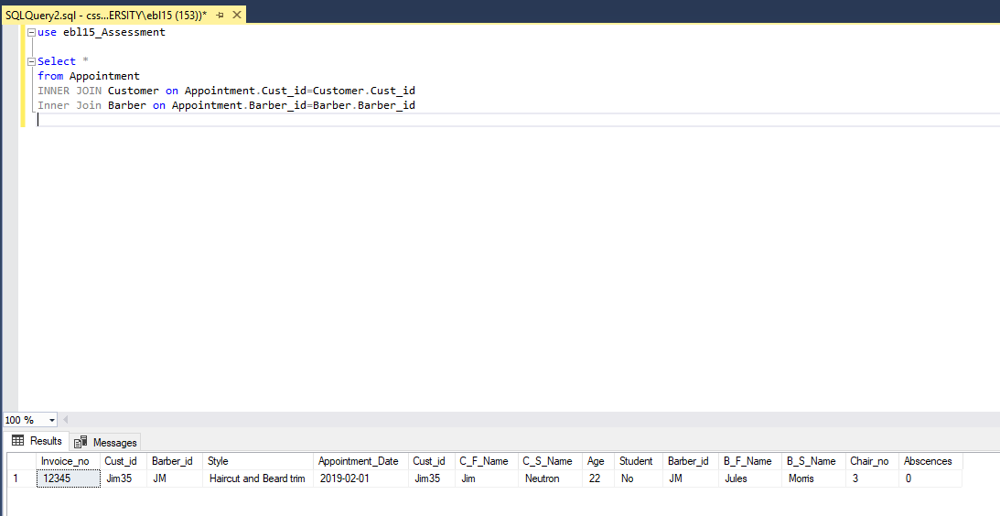 SQLQuery2.sql - css...ERSITY\ebl15 (153))*
use ebl15_Assessment
Select *
from Appointment
INNER JOIN Customer on Appointment.Cust_id=Customer.Cust_id
Inner Join Barber on Appointment.Barber_id=Barber.Barber_id
100 %
Results Messages
Invoice_no Cust_id Barber_id Style Appointment_Date Cust_id C_F_Name C_S_Name Age Student Barber_id B_F_Name B_S_Name Chair_no Abscences
1 12345 Jim35 JM Haircut and Beard trim 2019-02-01 Jim35 Jim Neutron 22 No JM Jules Morris 3 0